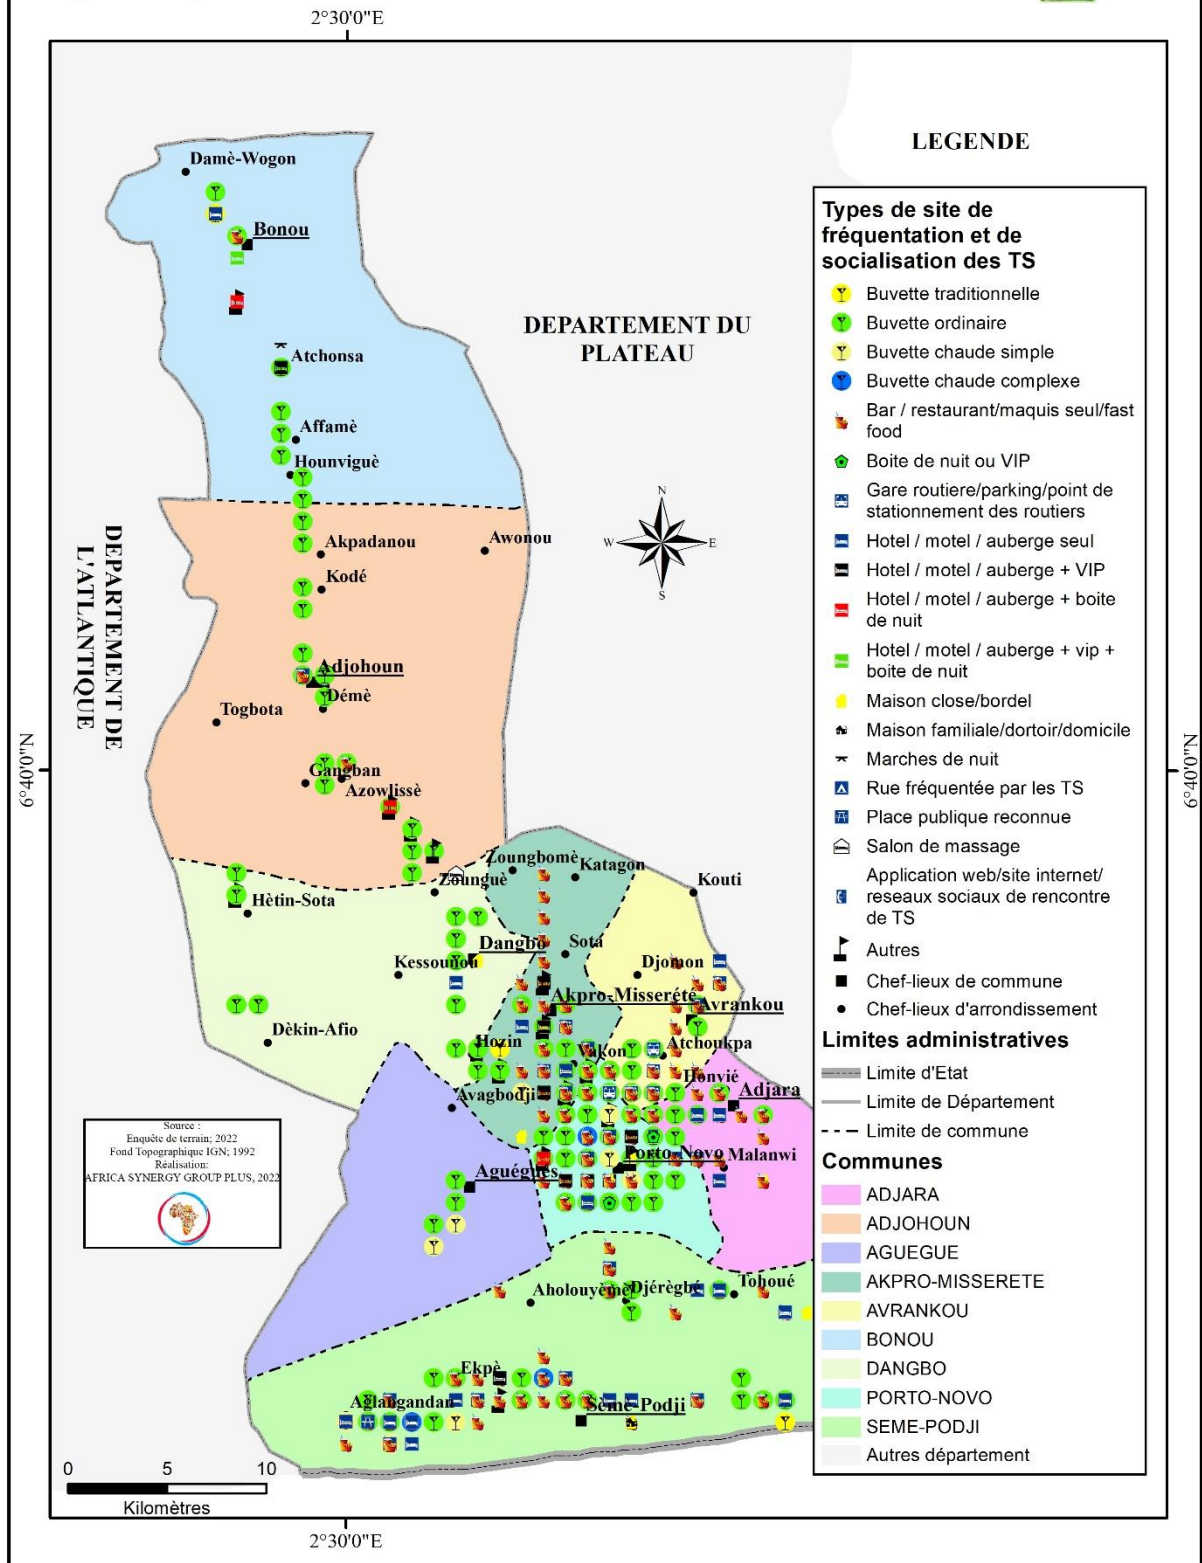 2°30'0"E
Damè-Wogon
Bonou
Atchonsa
Affamè
Hounviguè
DEPARTEMENT DU
PLATEAU
DEPARTEMENT DE
L'ATLANTIQUE
N
W
E
S
Akpadanou
Awonou
Kodé
Adjohoun
Démè
Togbota
Gangban
Azowlissè
6°40'0"N
6°40'0"N
Zoungbomè
Katagon
Zounguè
Kouti
Hètin-Sota
Dangbo
Sota
Kessounou
Djomon
Akpro-Misserété
Avrankou
Dèkin-Afio
Hozin
Vakon
Atchoukpa
Honvié
Avagbodji
Adjara
Porto-Novo
Malanwi
Aguégués
Aholouyèmè
Djérègbé
Tohoué
Ekpè
Aglangandan
Sèmè-Podji
Source :
Enquête de terrain; 2022
Fond Topographique IGN; 1992
Réalisation:
AFRICA SYNERGY GROUP PLUS, 2022
0 5 10
Kilomètres
2°30'0"E
LEGENDE
Types de site de
fréquentation et de
socialisation des TS
Buvette traditionnelle
Buvette ordinaire
Buvette chaude simple
Buvette chaude complexe
Bar / restaurant/maquis seul/fast
food
Boite de nuit ou VIP
Gare routiere/parking/point de
stationnement des routiers
Hotel / motel / auberge seul
Hotel / motel / auberge + VIP
Hotel / motel / auberge + boite
de nuit
Hotel / motel / auberge + vip +
boite de nuit
Maison close/bordel
Maison familiale/dortoir/domicile
Marches de nuit
Rue fréquentée par les TS
Place publique reconnue
Salon de massage
Application web/site internet/
reseaux sociaux de rencontre
de TS
Autres
Chef-lieux de commune
Chef-lieux d'arrondissement
Limites administratives
Limite d'Etat
Limite de Département
Limite de commune
Communes
ADJARA
ADJOHOUN
AGUEGUE
AKPRO-MISSERETE
AVRANKOU
BONOU
DANGBO
PORTO-NOVO
SEME-PODJI
Autres département